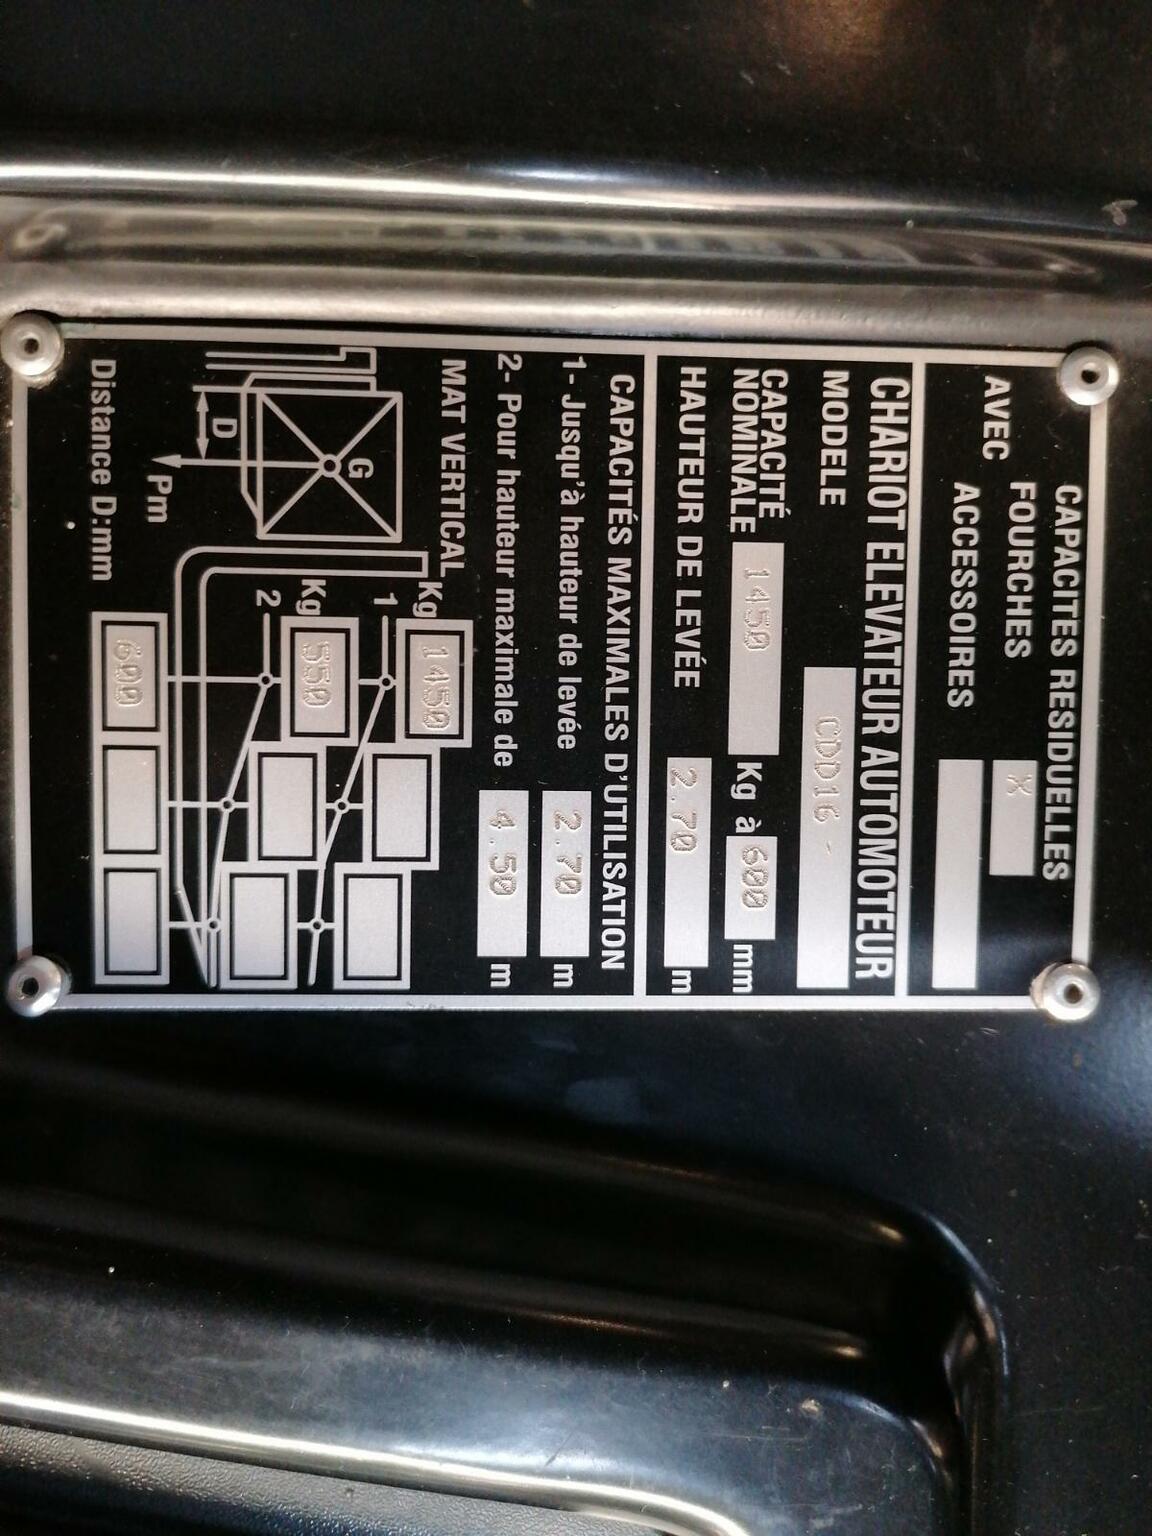 CAPACITES RESIDUELLES
AVEC FOURCHES X
ACCESSOIRES
CHARIOT ELEVATEUR AUTOMOTEUR
MODELE CDD16 -
CAPACITÉ NOMINALE 1450 Kg à 600 mm
HAUTEUR DE LEVÉE 2.70 m
CAPACITÉS MAXIMALES D'UTILISATION
1- Jusqu'à hauteur de levée 2.70 m
2- Pour hauteur maximale de 4.50 m
MAT VERTICAL Kg 1450
1
G
Kg 550
2
D
Pm
Distance D:mm 600